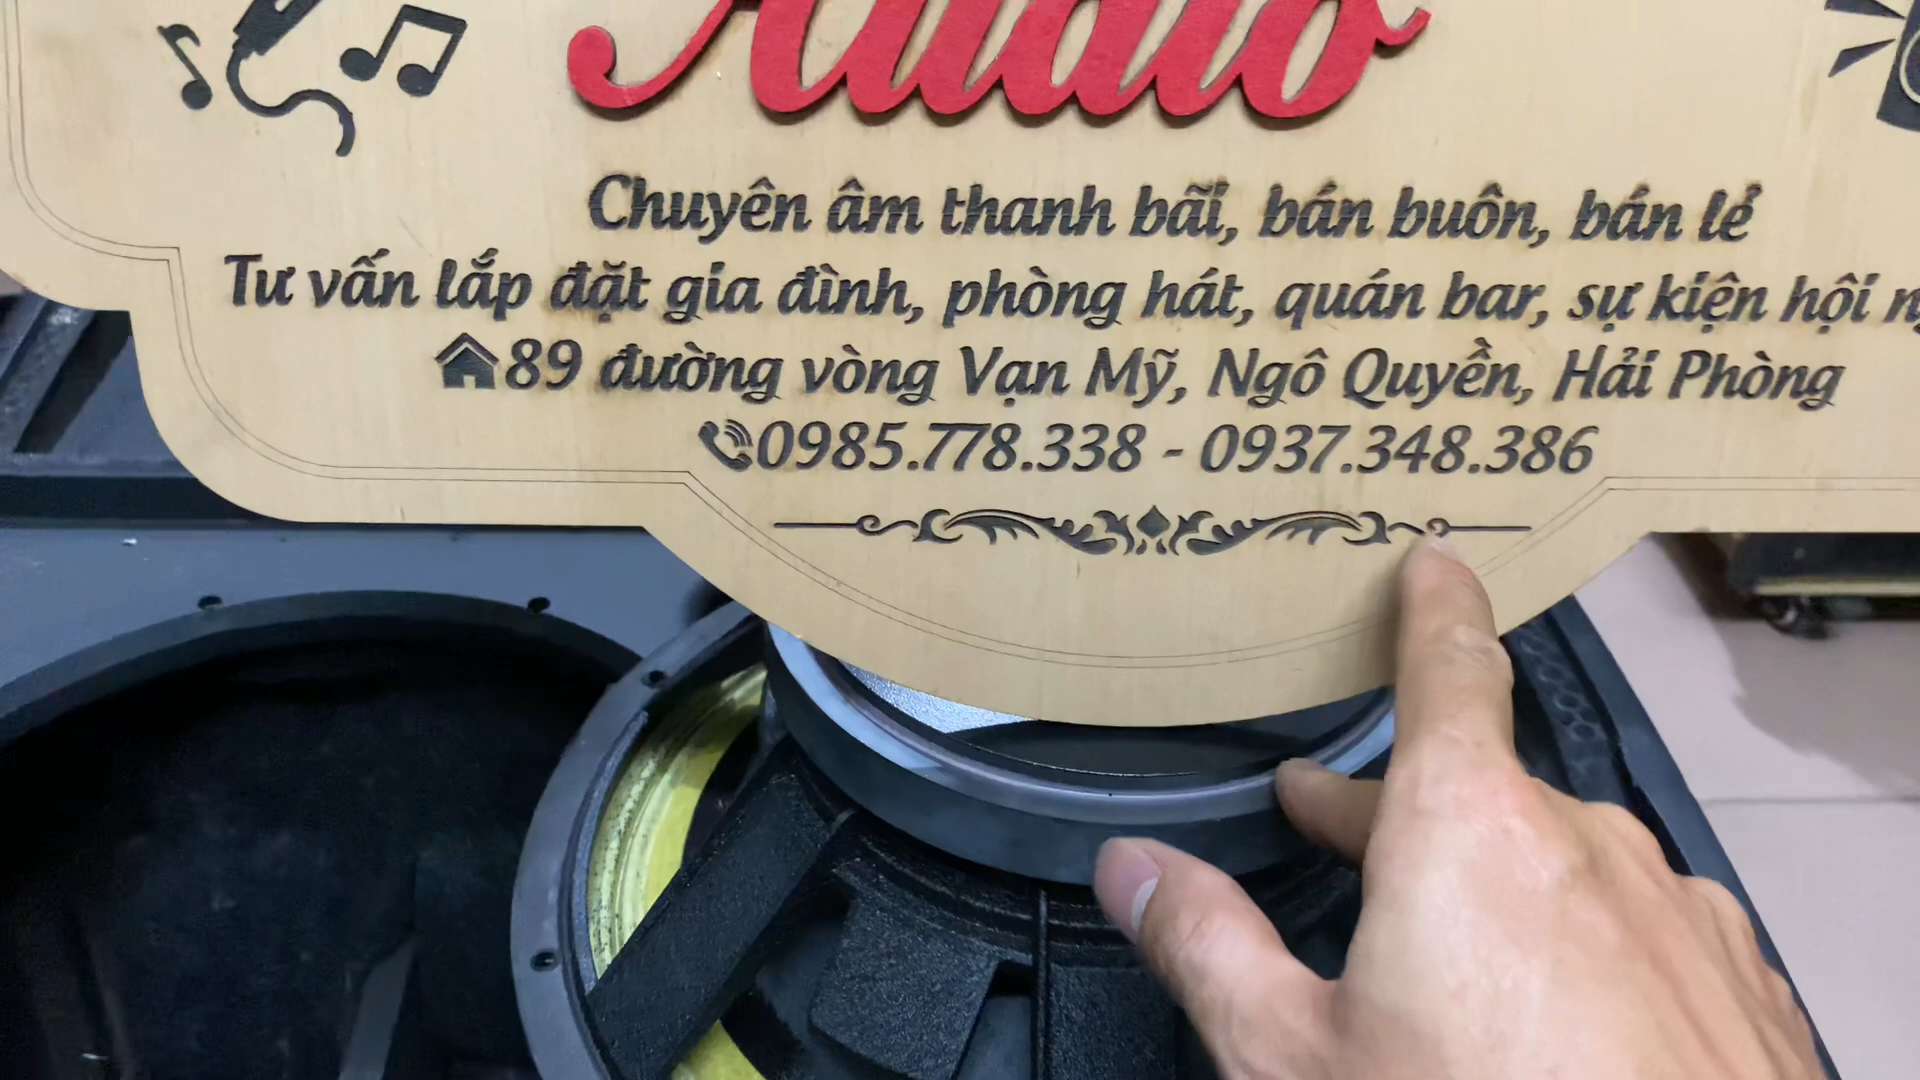 Audio
Chuyên âm thanh bãi, bán buôn, bán lẻ
Tư vấn lắp đặt gia đình, phòng hát, quán bar, sự kiện hội
89 đường vòng Vạn Mỹ, Ngô Quyền, Hải Phòng
0985.778.338 - 0937.348.386